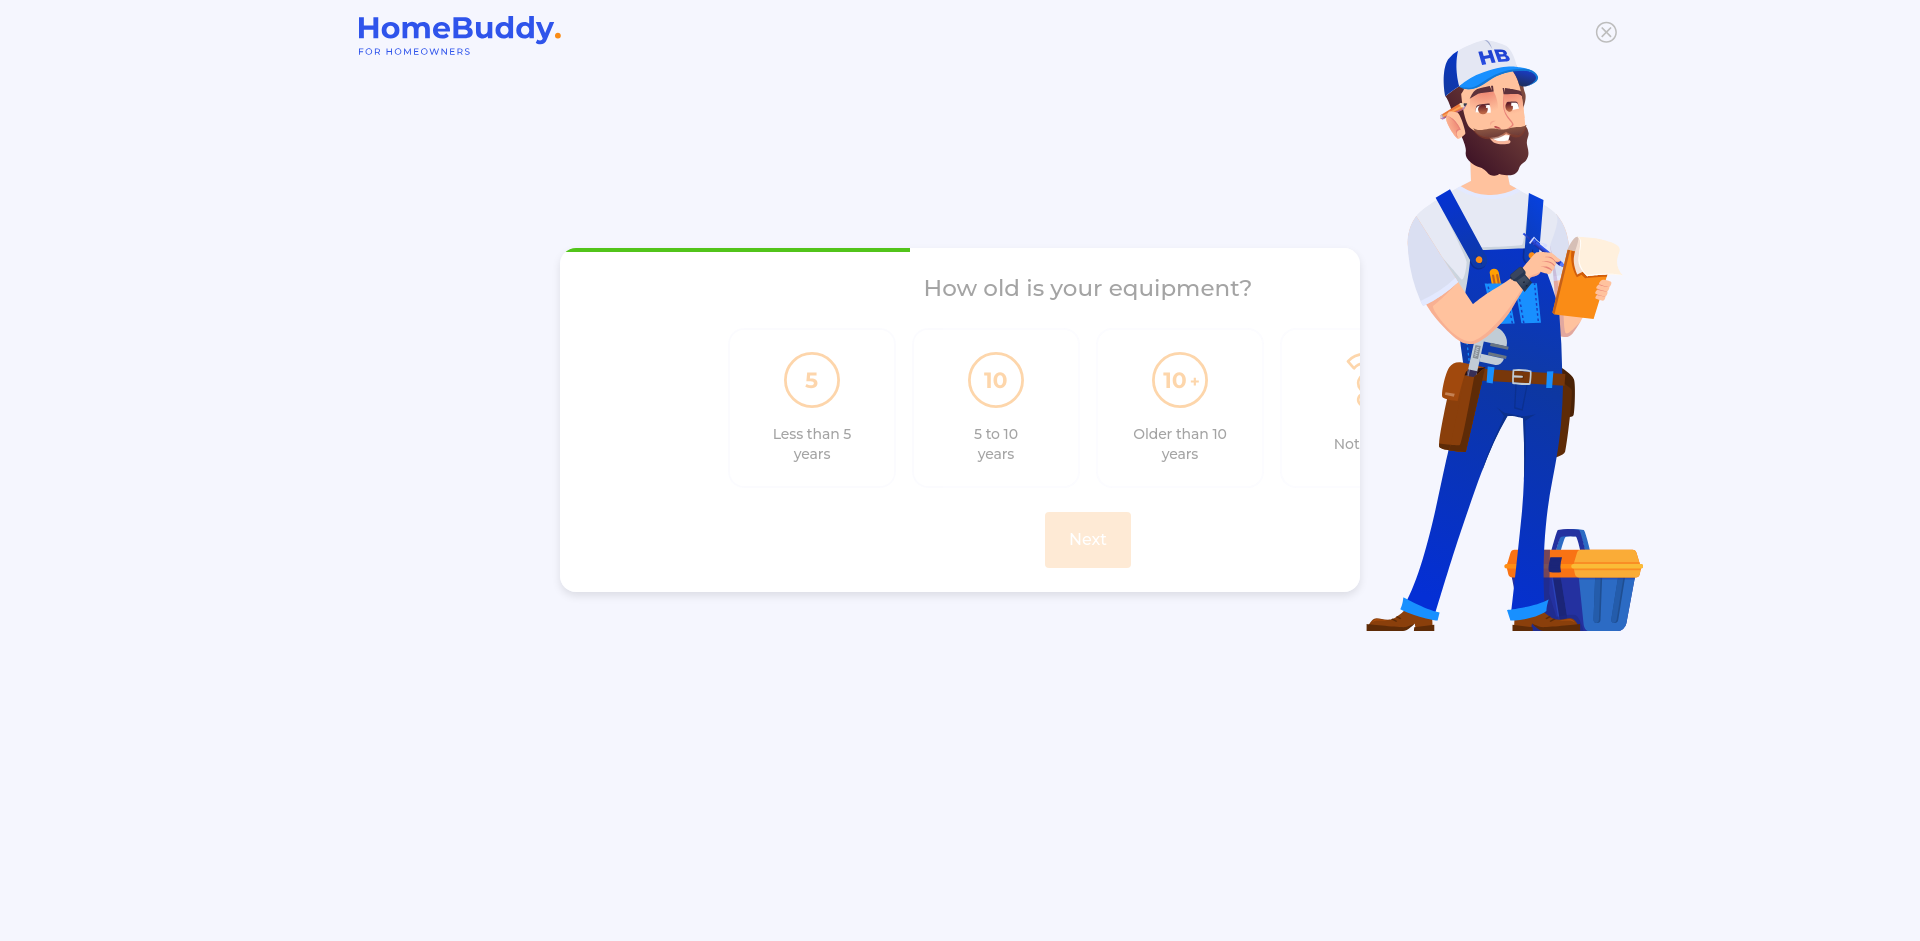 HomeBuddy.
FOR HOMEOWNERS
HB
How old is your equipment?
5
10
10+
Less than 5
years
5 to 10
years
Older than 10
years
Not
Next